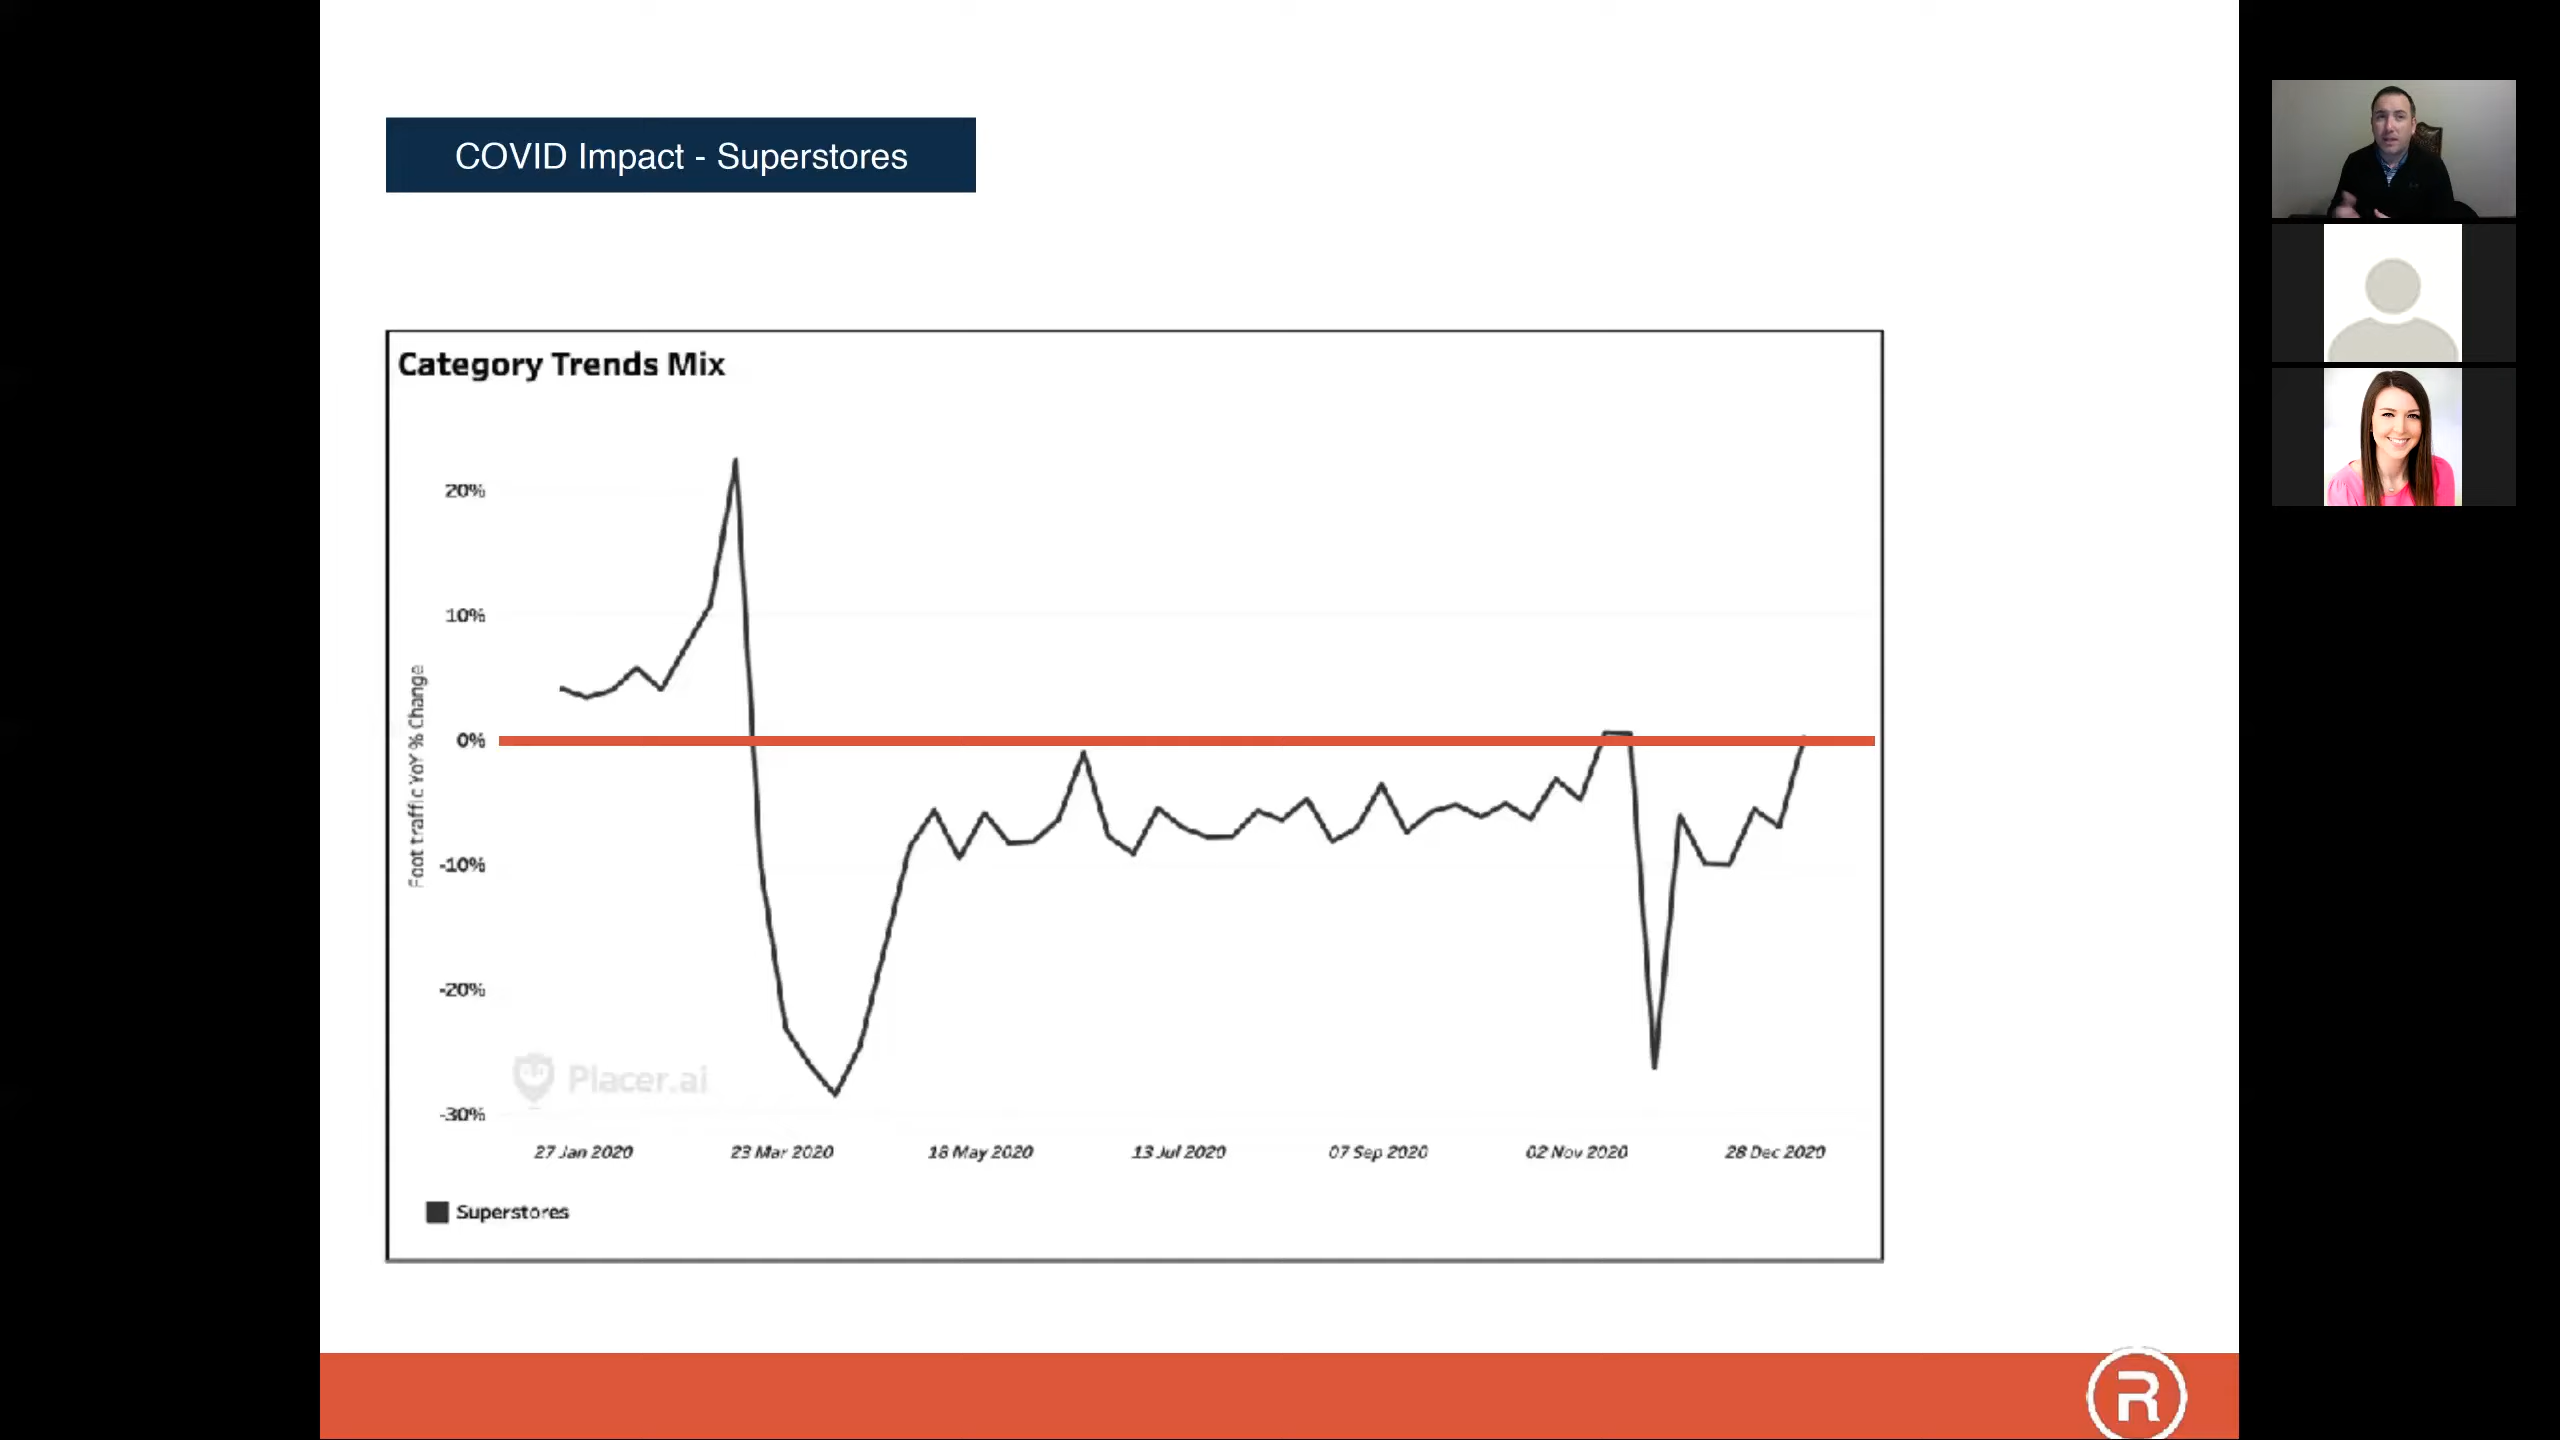 COVID Impact - Superstores
Category Trends Mix
Foot traffic YoY % Change
20%
10%
0%
-10%
-20%
-30%
Placer.ai
27 Jan 2020
23 Mar 2020
18 May 2020
13 Jul 2020
07 Sep 2020
02 Nov 2020
28 Dec 2020
Superstores
R